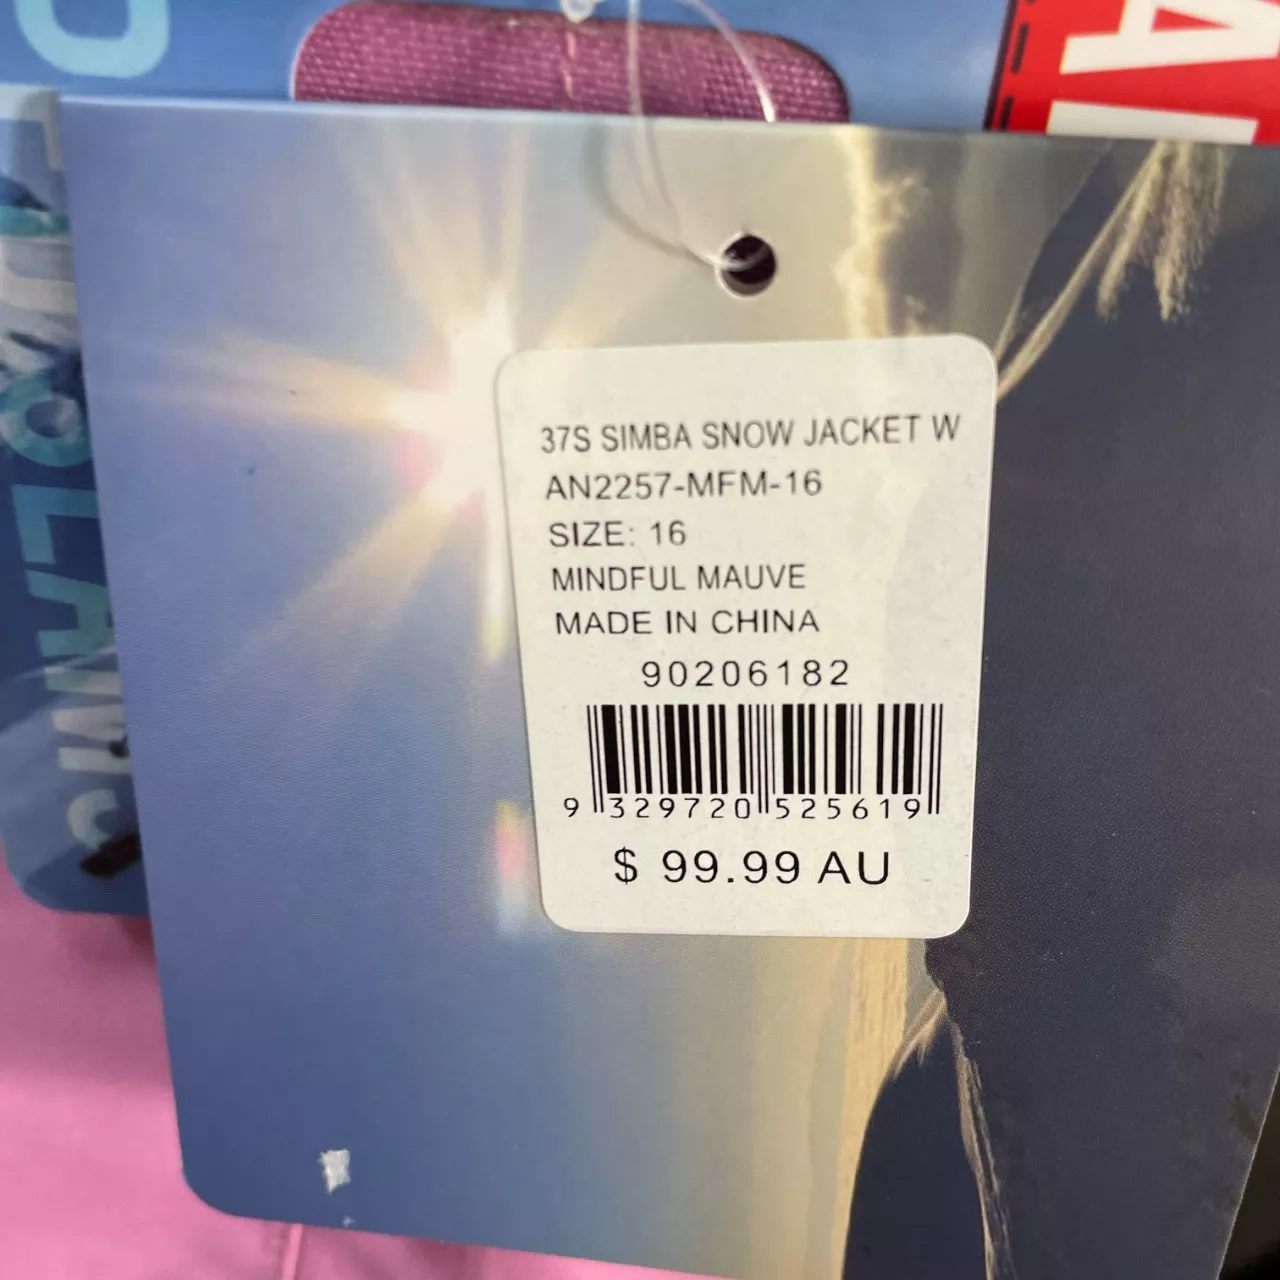 37S SIMBA SNOW JACKET W
AN2257-MFM-16
SIZE: 16
MINDFUL MAUVE
MADE IN CHINA
90206182
9 329720 525619
$ 99.99 AU